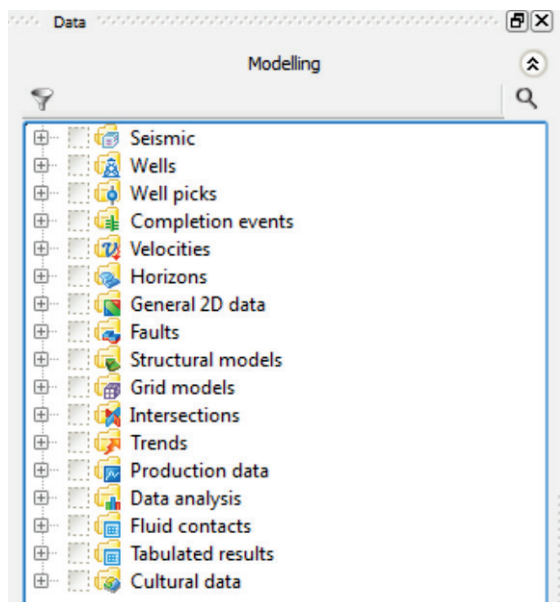 Data
Modelling
Seismic
Wells
Well picks
Completion events
Velocities
Horizons
General 2D data
Faults
Structural models
Grid models
Intersections
Trends
Production data
Data analysis
Fluid contacts
Tabulated results
Cultural data